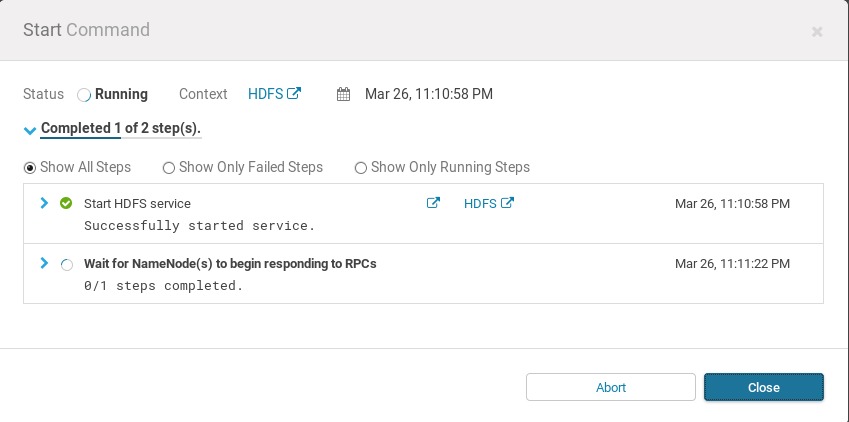 Start Command
Status Running Context HDFS Mar 26, 11:10:58 PM
Completed 1 of 2 step(s).
Show All Steps Show Only Failed Steps Show Only Running Steps
Start HDFS service HDFS Mar 26, 11:10:58 PM
Successfully started service.
Wait for NameNode(s) to begin responding to RPCs Mar 26, 11:11:22 PM
0/1 steps completed.
Abort Close